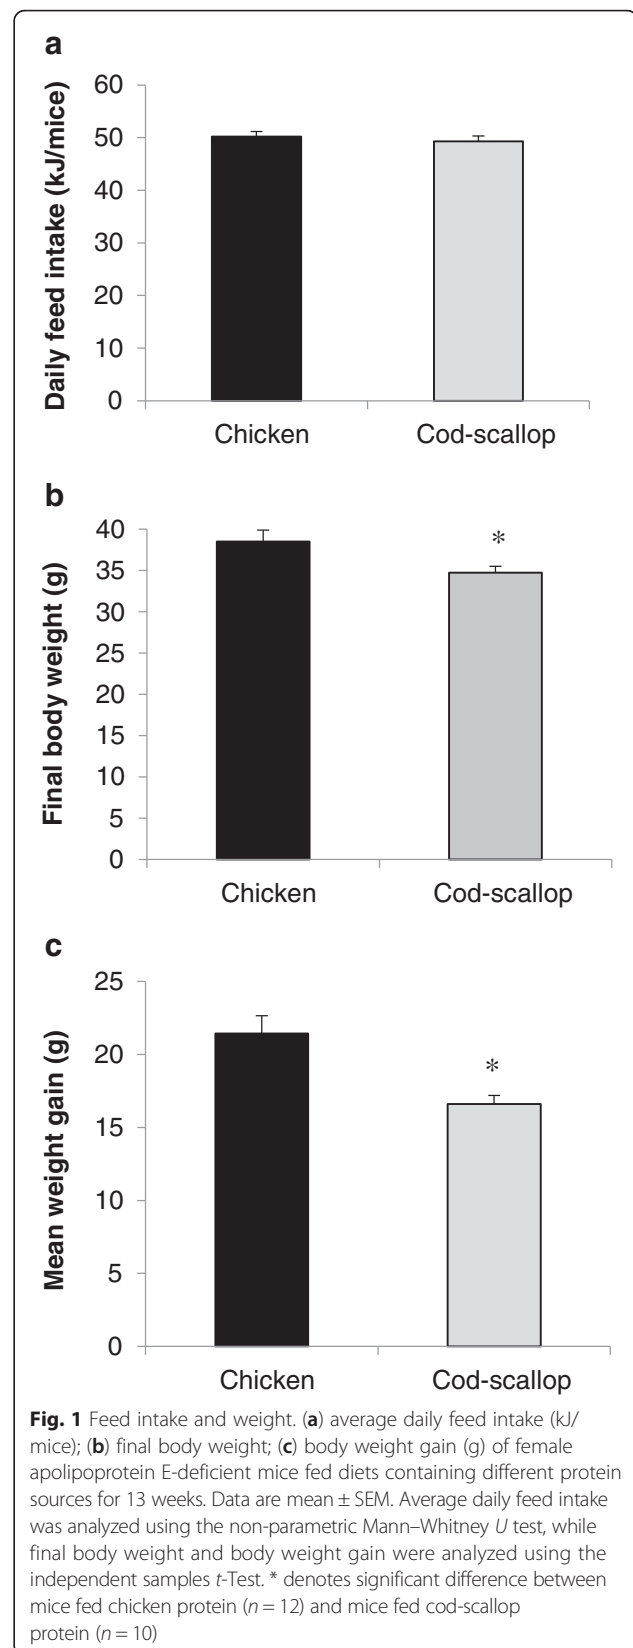 a
60
50
40
30
20
10
0
Daily feed intake (kJ/mice)
Chicken Cod-scallop
b
40
35
30
25
20
15
10
5
0
Final body weight (g)
*
Chicken Cod-scallop
c
25
20
15
10
5
0
Mean weight gain (g)
*
Chicken Cod-scallop
Fig. 1 Feed intake and weight. (a) average daily feed intake (kJ/
mice); (b) final body weight; (c) body weight gain (g) of female
apolipoprotein E-deficient mice fed diets containing different protein
sources for 13 weeks. Data are mean ± SEM. Average daily feed intake
was analyzed using the non-parametric Mann–Whitney U test, while
final body weight and body weight gain were analyzed using the
independent samples t-Test. * denotes significant difference between
mice fed chicken protein (n = 12) and mice fed cod-scallop
protein (n = 10)